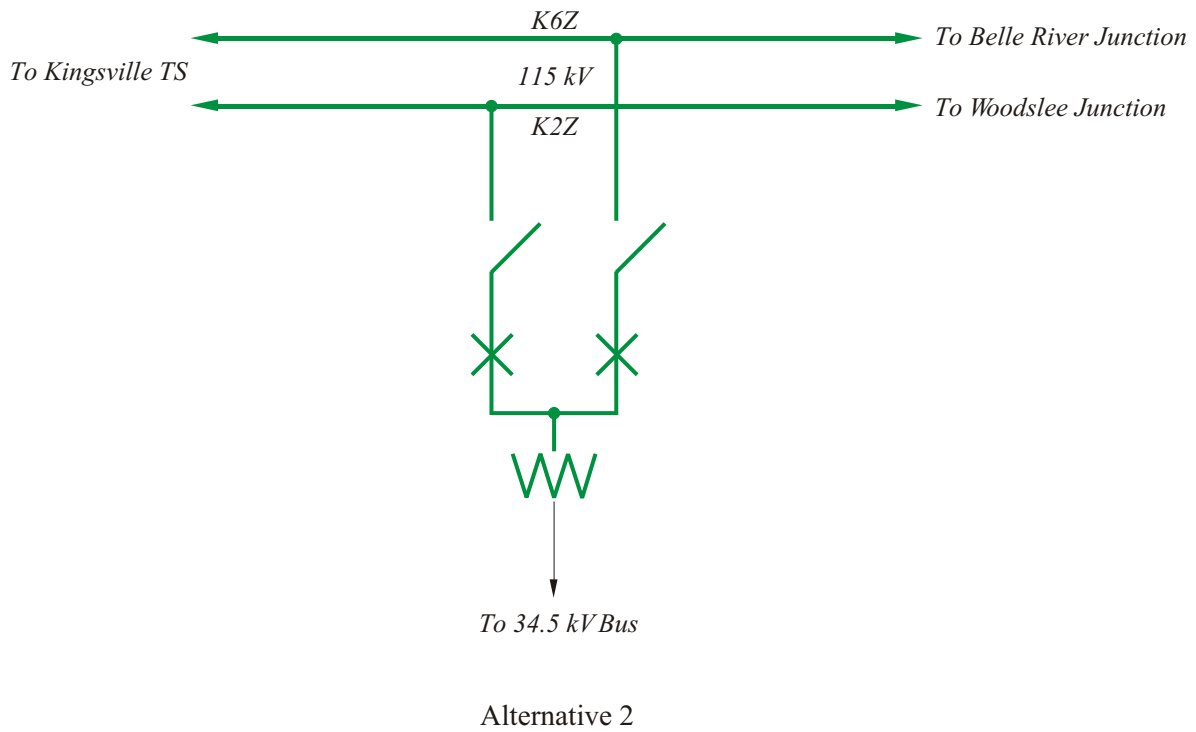 K6Z
To Belle River Junction
To Kingsville TS
115 kV
K2Z
To Woodslee Junction
To 34.5 kV Bus
Alternative 2